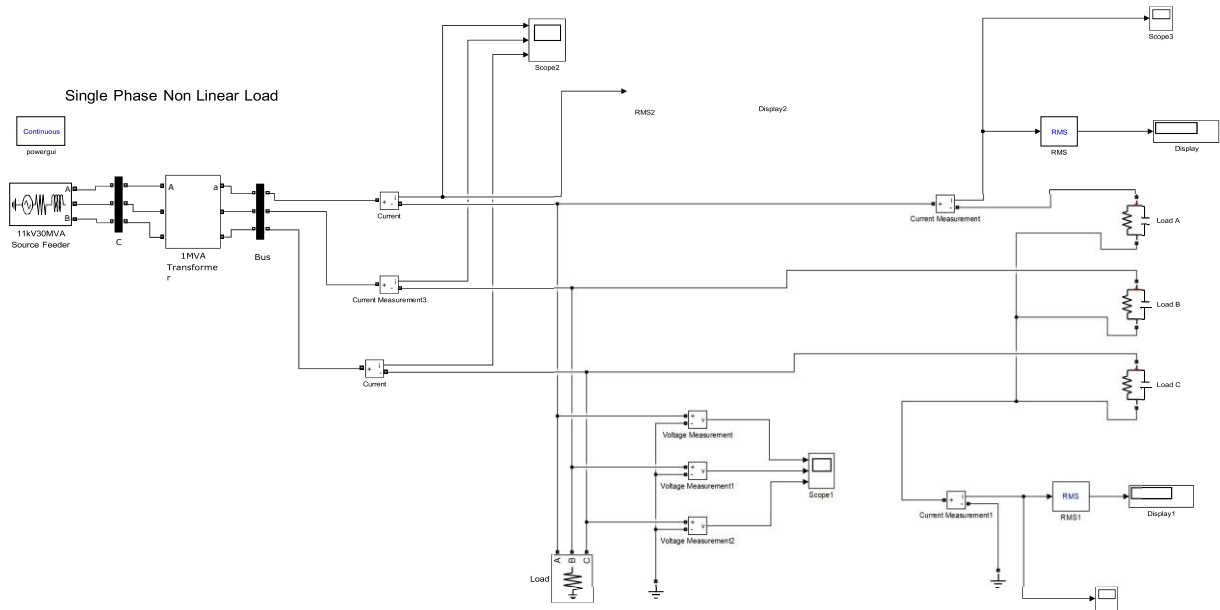 Scope3
Scope2
Single Phase Non Linear Load
RMS2
Display2
Continuous
powergui
RMS
RMS
Display
A
B
11kV30MVA
Source Feeder
C
A
a
1MVA
Transforme
r
Bus
+
-
i
Current
+
-
i
Current Measurement
Load A
+
-
i
Current Measurement3
Load B
+
-
i
Current
Load C
+
-
v
Voltage Measurement
+
-
v
Voltage Measurement1
Scope1
+
-
v
Voltage Measurement2
+
-
i
Current Measurement1
RMS
RMS1
Display1
A
B
C
Load